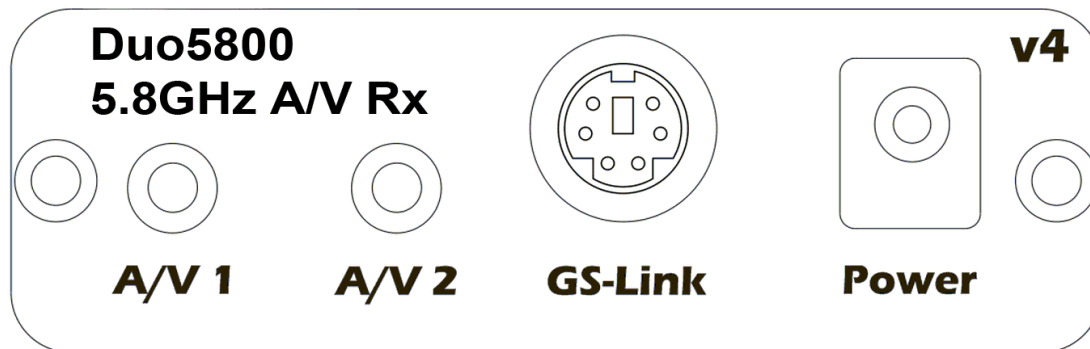 Duo5800
5.8GHz A/V Rx
v4
A/V 1
A/V 2
GS-Link
Power